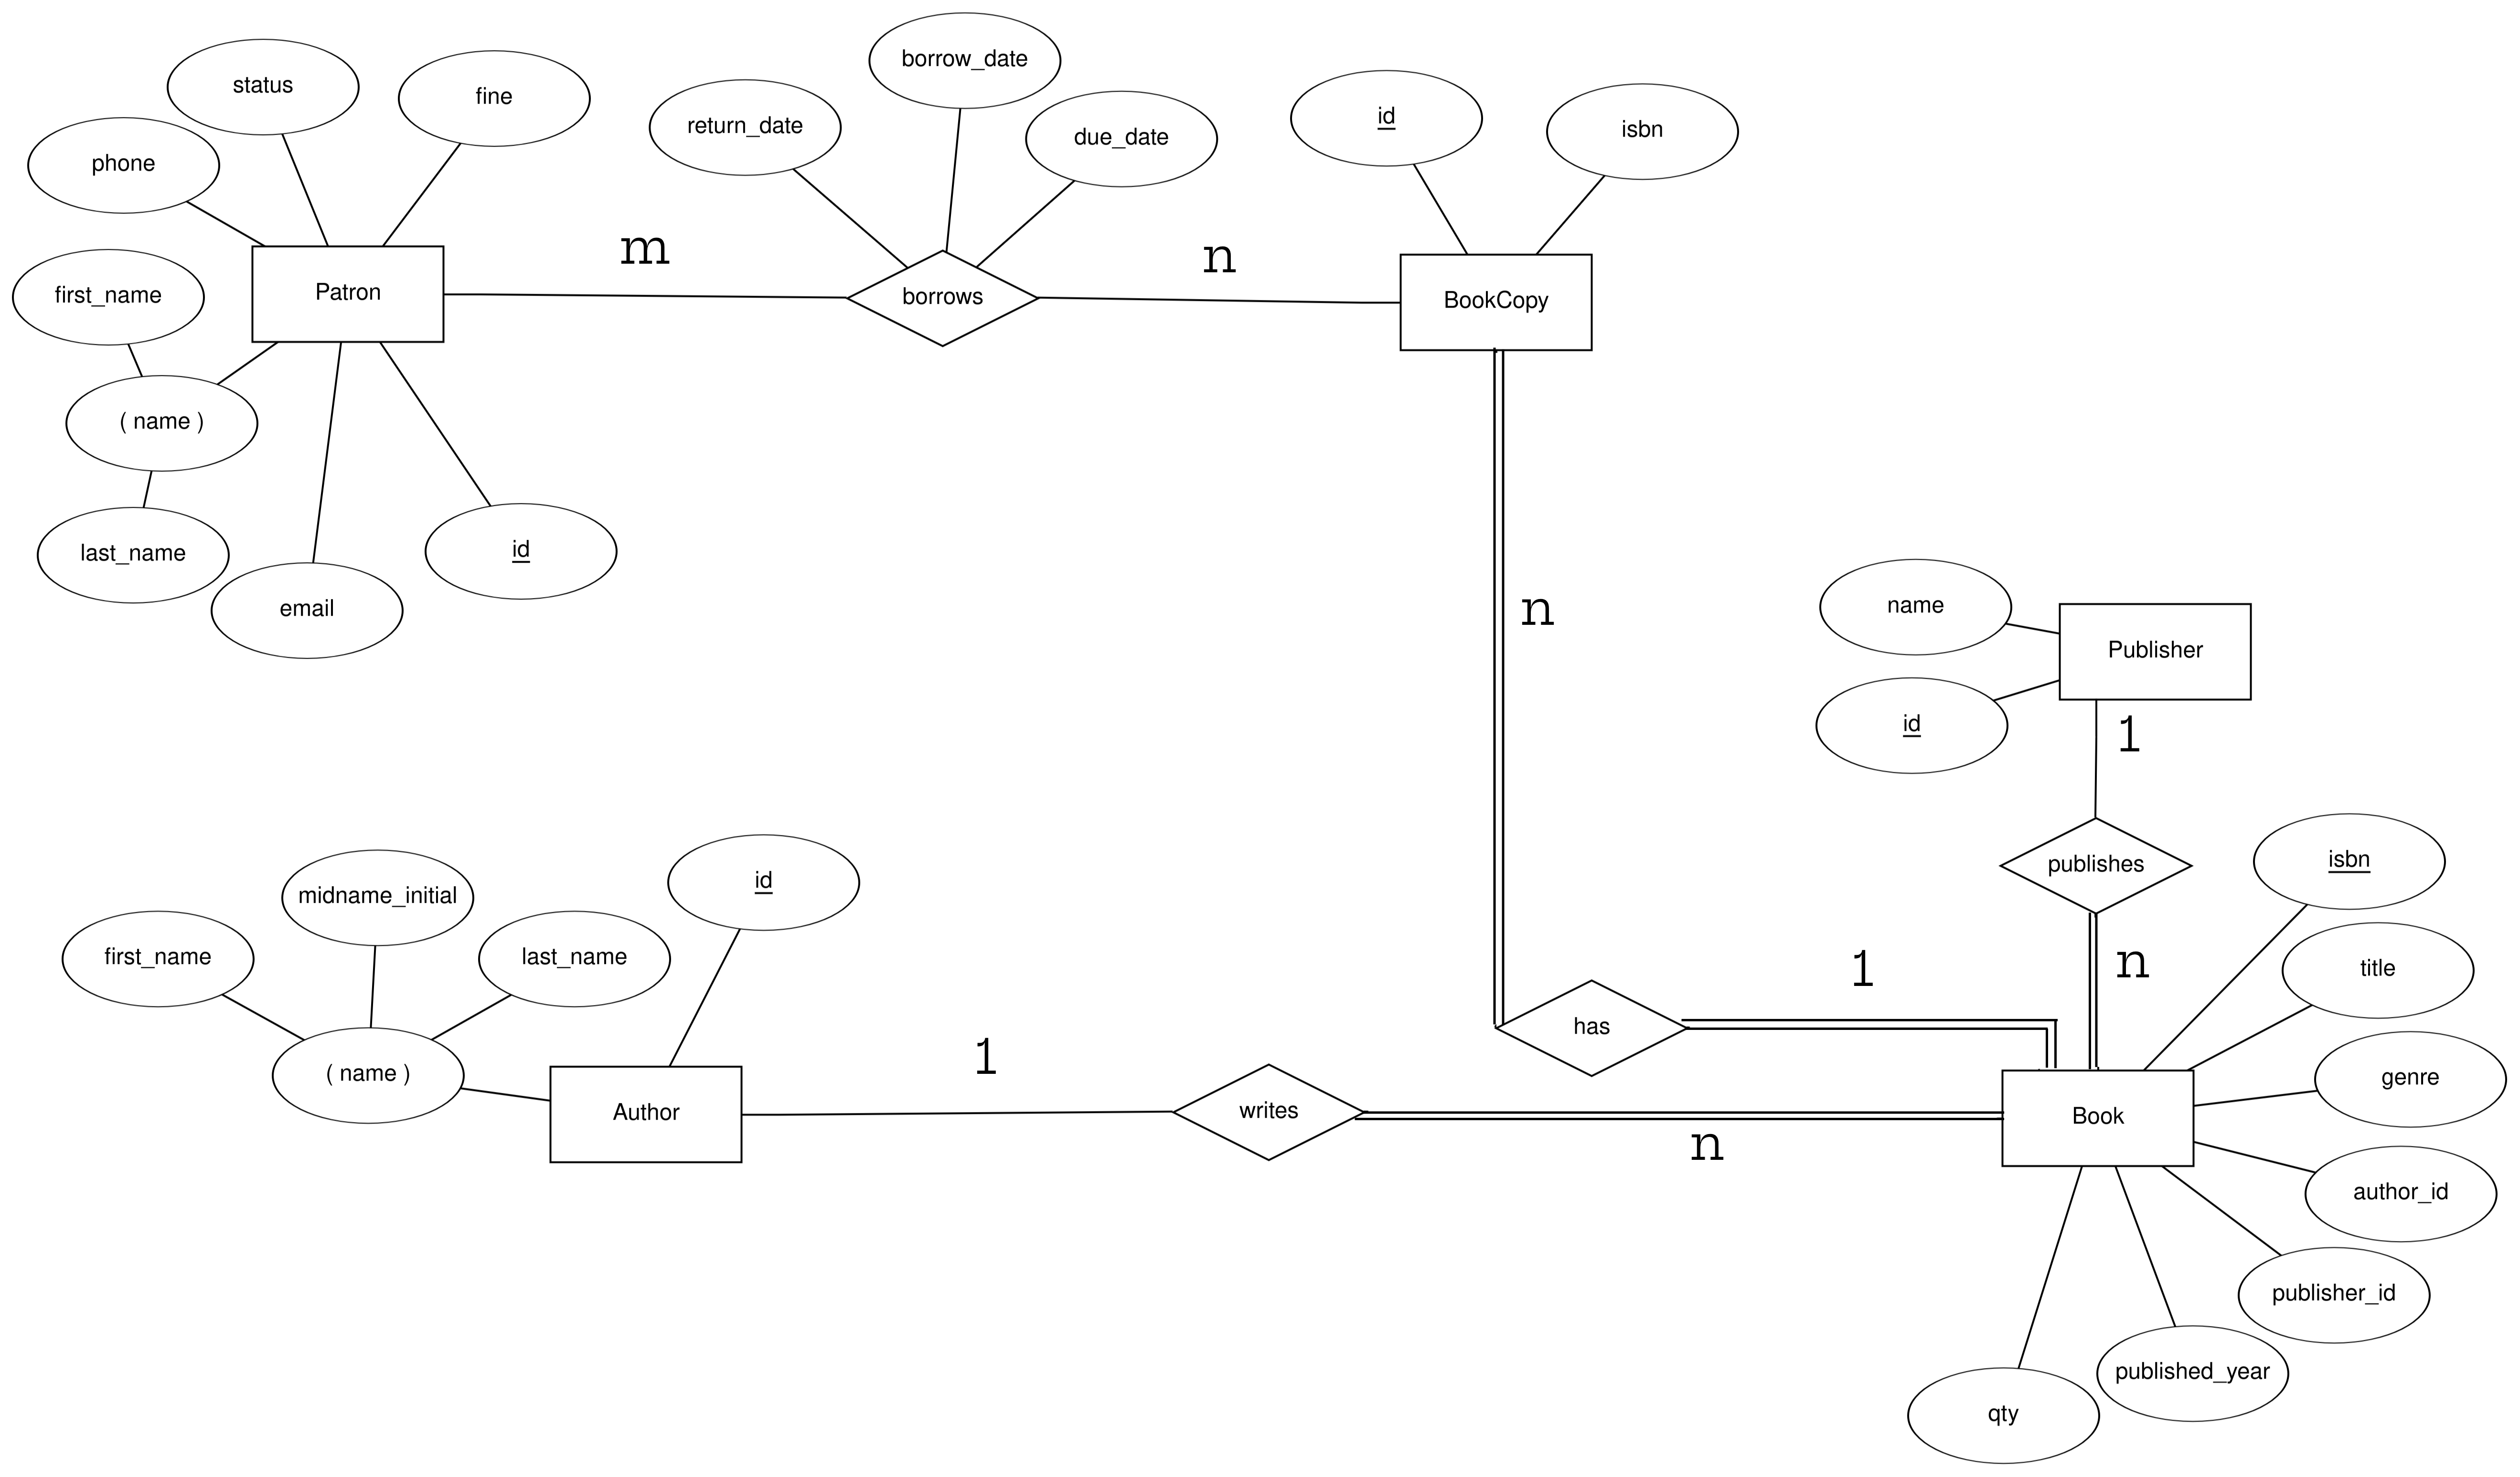 borrow_date
status
fine
return_date
due_date
id
isbn
phone
m
n
first_name
Patron
borrows
BookCopy
( name )
last_name
email
id
n
name
Publisher
id
1
publishes
isbn
id
midname_initial
first_name
last_name
1
n
title
has
( name )
1
genre
Author
writes
Book
n
author_id
publisher_id
published_year
qty